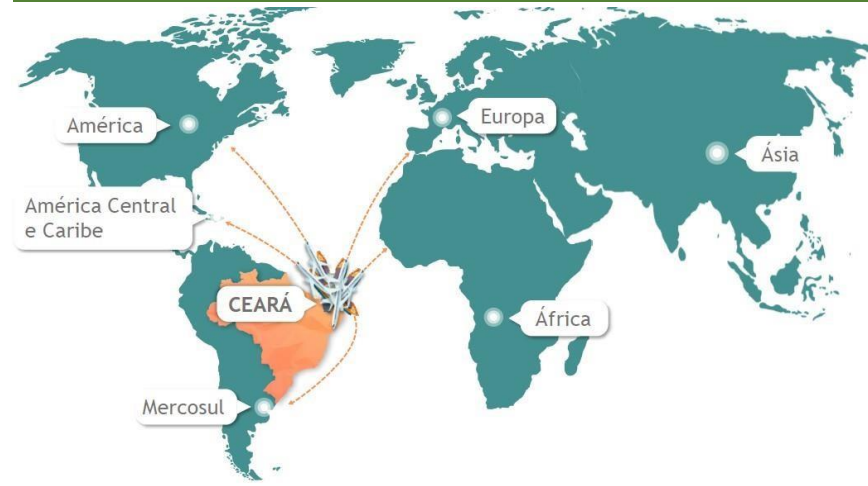 América
Europa
Ásia
América Central
e Caribe
CEARÁ
África
Mercosul